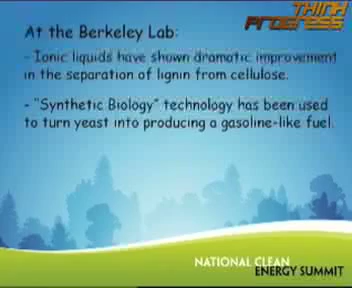 THINK
PROGRESS
At the Berkeley Lab:
- Ionic liquids have shown dramatic improvement
in the separation of lignin from cellulose.
- "Synthetic Biology" technology has been used
to turn yeast into producing a gasoline-like fuel.
NATIONAL CLEAN
ENERGY SUMMIT